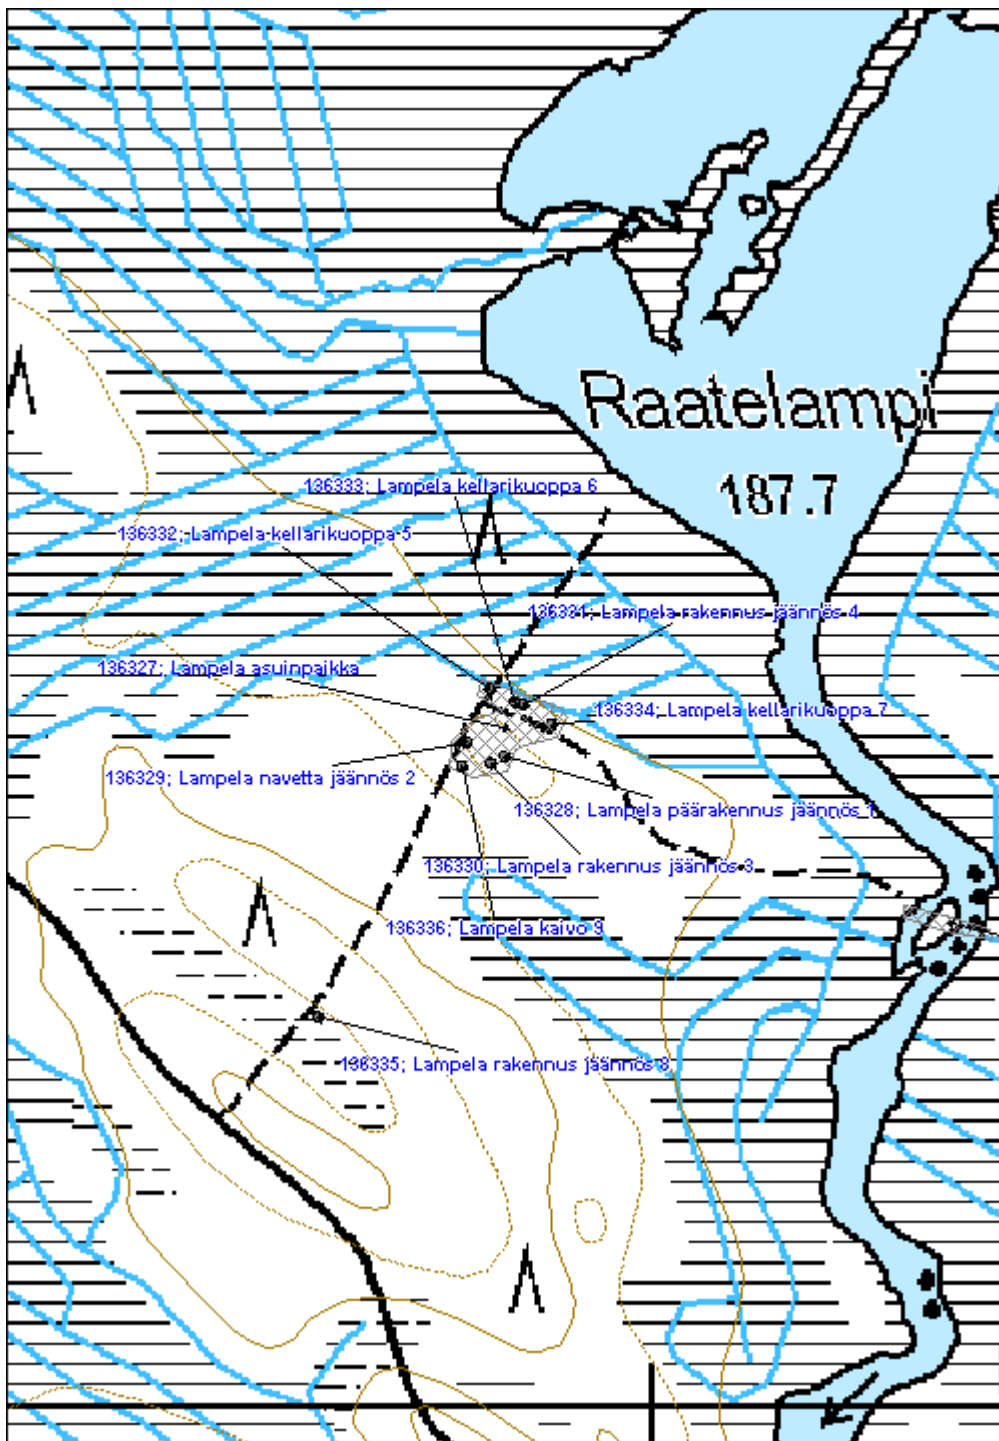 Raatelampi
187.7
136333; Lampela kellarikuoppa 6
136332; Lampela kellarikuoppa 5
136331; Lampela rakennus jäännös 4
136327; Lampela asuinpaikka
136334; Lampela kellarikuoppa 7
136329; Lampela navetta jäännös 2
136328; Lampela päärakennus jäännös 1
136330; Lampela rakennus jäännös 3
136336; Lampela kaivo 9
136335; Lampela rakennus jäännös 8